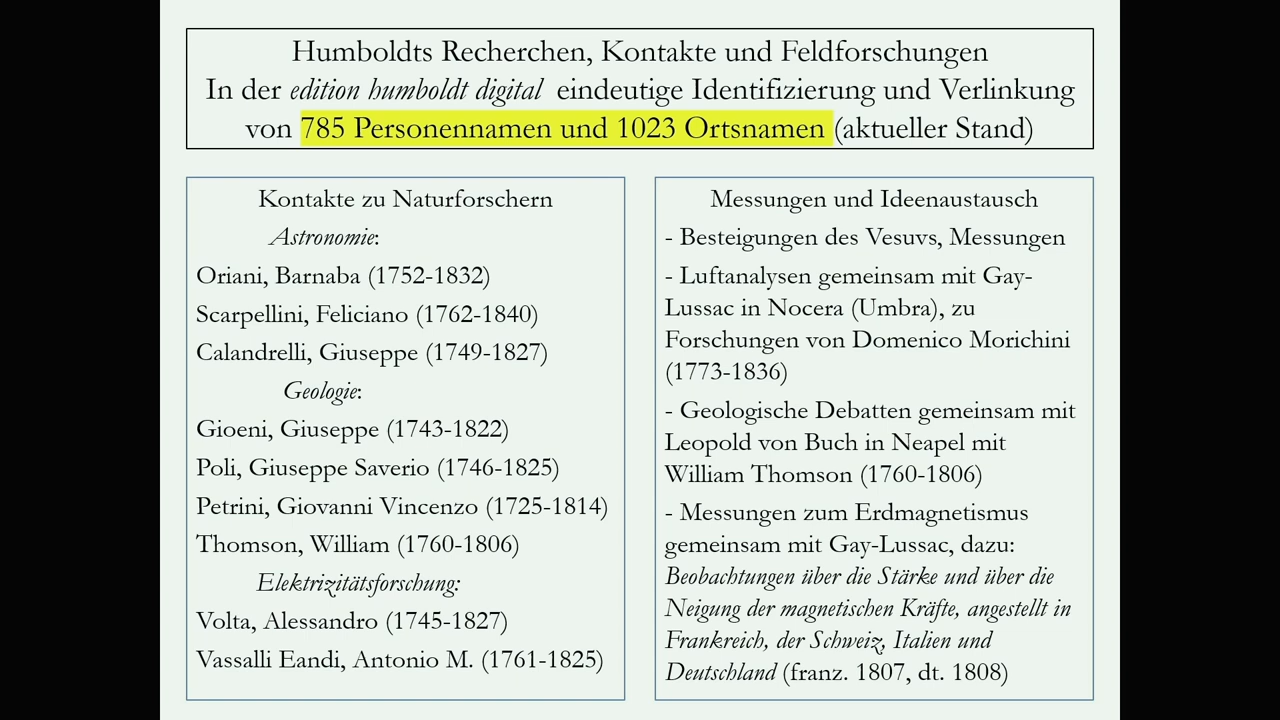 Humboldts Recherchen, Kontakte und Feldforschungen
In der edition humboldt digital eindeutige Identifizierung und Verlinkung
von 785 Personennamen und 1023 Ortsnamen (aktueller Stand)
Kontakte zu Naturforschern
Astronomie:
Oriani, Barnaba (1752-1832)
Scarpellini, Feliciano (1762-1840)
Calandrelli, Giuseppe (1749-1827)
Geologie:
Gioeni, Giuseppe (1743-1822)
Poli, Giuseppe Saverio (1746-1825)
Petrini, Giovanni Vincenzo (1725-1814)
Thomson, William (1760-1806)
Elektrizitätsforschung:
Volta, Alessandro (1745-1827)
Vassalli Eandi, Antonio M. (1761-1825)
Messungen und Ideenaustausch
- Besteigungen des Vesuvs, Messungen
- Luftanalysen gemeinsam mit Gay-
Lussac in Nocera (Umbra), zu
Forschungen von Domenico Morichini
(1773-1836)
- Geologische Debatten gemeinsam mit
Leopold von Buch in Neapel mit
William Thomson (1760-1806)
- Messungen zum Erdmagnetismus
gemeinsam mit Gay-Lussac, dazu:
Beobachtungen über die Stärke und über die
Neigung der magnetischen Kräfte, angestellt in
Frankreich, der Schweiz, Italien und
Deutschland (franz. 1807, dt. 1808)